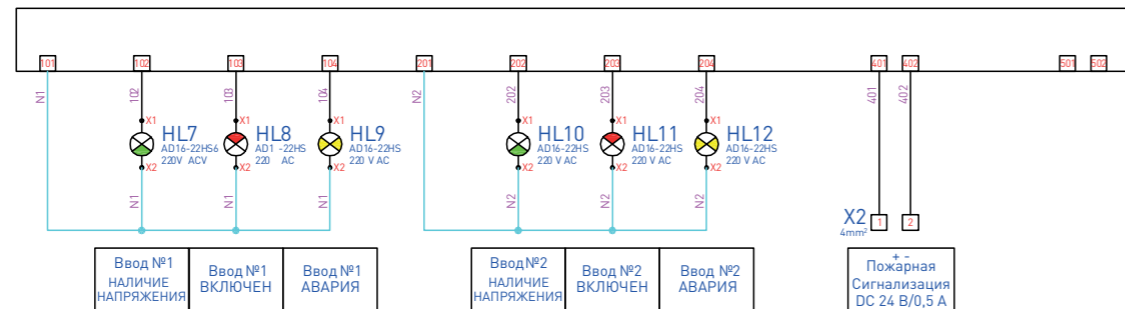 101 102 103 104 201 202 203 204 401 402 501 502
N1 102 103 104 N2 202 203 204 401 402
X1 X1 X1 X1 X1 X1
HL7 HL8 HL9 HL10 HL11 HL12
AD16-22HS6 AD1 -22HS AD16-22HS AD16-22HS AD16-22HS AD16-22HS
220V ACV 220 AC 220 V AC 220 V AC 220 V AC 220 V AC
X2 X2 X2 X2 X2 X2
N1 N1 N1 N2 N2 N2
X2 1 2
4mm²
Ввод №1
НАЛИЧИЕ
НАПРЯЖЕНИЯ
Ввод №1
ВКЛЮЧЕН
Ввод №1
АВАРИЯ
Ввод №2
НАЛИЧИЕ
НАПРЯЖЕНИЯ
Ввод №2
ВКЛЮЧЕН
Ввод №2
АВАРИЯ
+ -
Пожарная
Сигнализация
DC 24 В/0,5 А